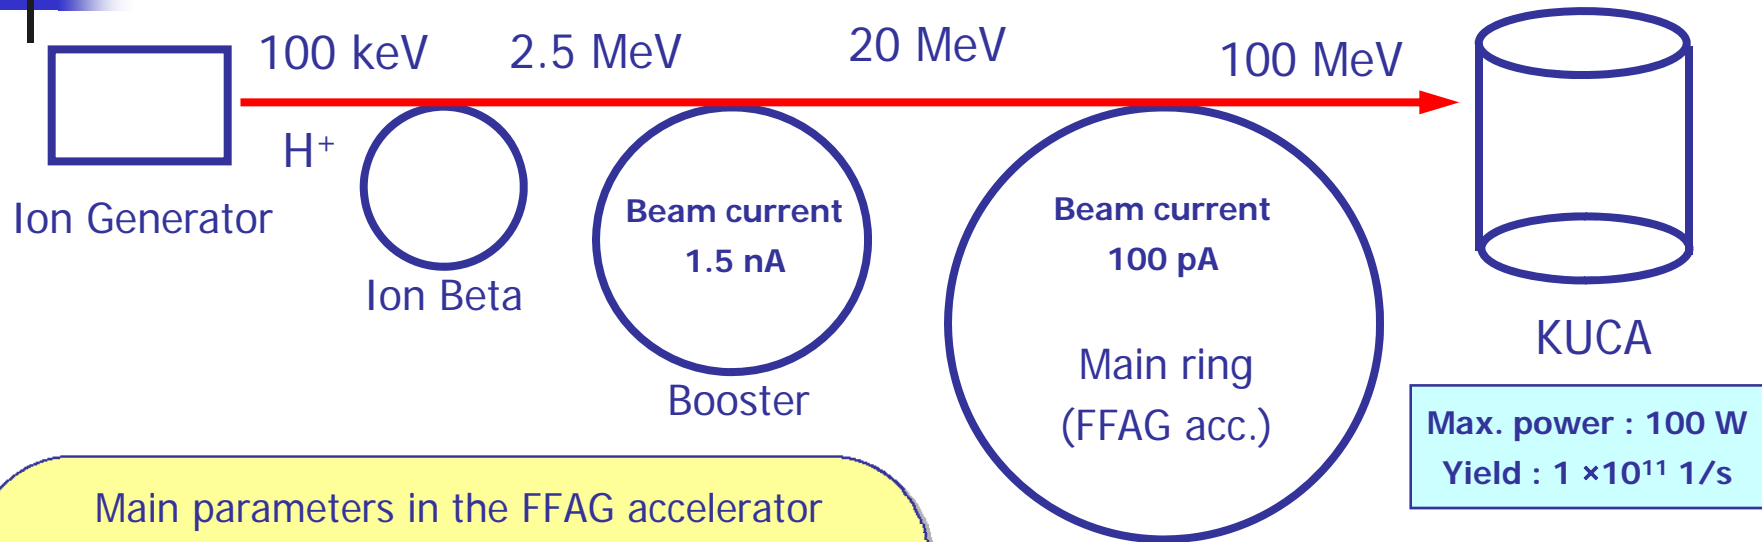 100 keV
2.5 MeV
20 MeV
100 MeV
H⁺
Ion Generator
Ion Beta
Beam current
1.5 nA
Booster
Beam current
100 pA
Main ring
(FFAG acc.)
KUCA
Max. power : 100 W
Yield : 1 ×10¹¹ 1/s
Main parameters in the FFAG accelerator